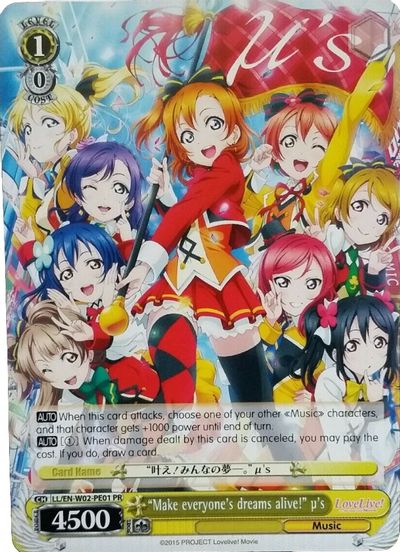 LEVEL
1
0
COST
μ's
MIC
AUTO When this card attacks, choose one of your other «Music» characters,
and that character gets +1000 power until end of turn.
AUTO [①] When damage dealt by this card is canceled, you may pay the
cost. If you do, draw a card.
Card Name
“叶え!みんなの夢―。” μ's
CH LL/EN-W02-PE01 PR
4500
“Make everyone's dreams alive!” μ's
LoveLive!
Music
©2015 PROJECT Lovelive! Movie